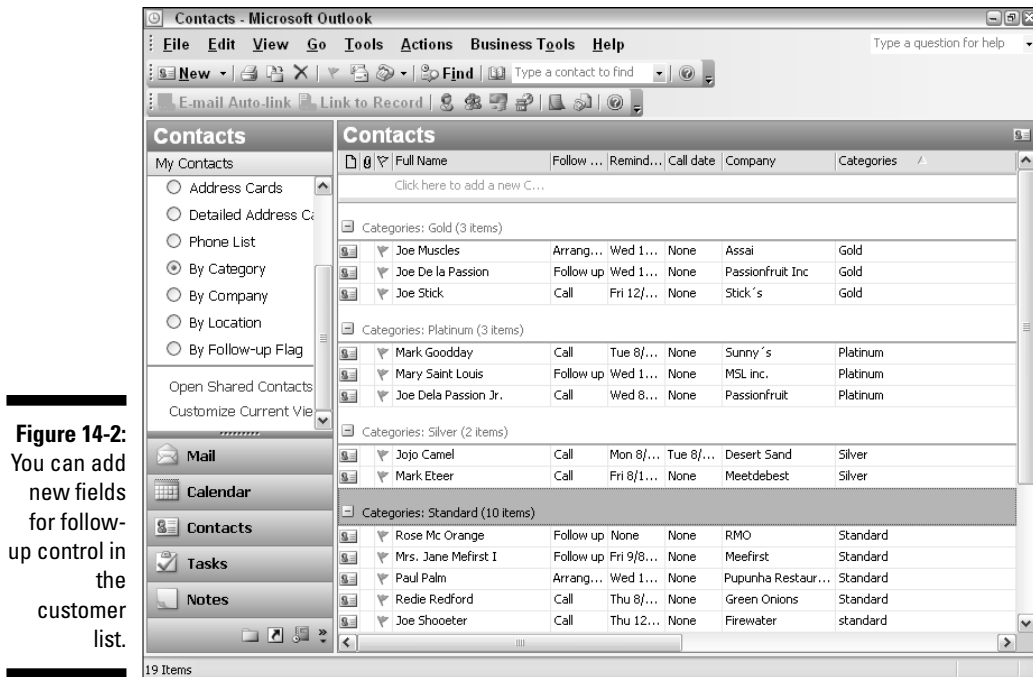 Contacts - Microsoft Outlook
File Edit View Go Tools Actions Business Tools Help Type a question for help
New Find Type a contact to find
E-mail Auto-link Link to Record
Contacts
My Contacts
Address Cards
Detailed Address Ca
Phone List
By Category
By Company
By Location
By Follow-up Flag
Open Shared Contacts
Customize Current Vie
Mail
Calendar
Contacts
Tasks
Notes
Contacts
Full Name Follow ... Remind... Call date Company Categories
Click here to add a new C...
Categories: Gold (3 items)
Joe Muscles Arrang... Wed 1... None Assai Gold
Joe De la Passion Follow up Wed 1... None Passionfruit Inc Gold
Joe Stick Call Fri 12/... None Stick´s Gold
Categories: Platinum (3 items)
Mark Goodday Call Tue 8/... None Sunny´s Platinum
Mary Saint Louis Follow up Wed 1... None MSL inc. Platinum
Joe Dela Passion Jr. Call Wed 8... None Passionfruit Platinum
Categories: Silver (2 items)
Jojo Camel Call Mon 8/... Tue 8/... Desert Sand Silver
Mark Eteer Call Fri 8/1... None Meetdebest Silver
Categories: Standard (10 items)
Rose Mc Orange Follow up None None RMO Standard
Mrs. Jane Mefirst I Follow up Fri 9/8... None Meefirst Standard
Paul Palm Arrang... Wed 1... None Pupunha Restaur... Standard
Redie Redford Call Thu 8/... None Green Onions Standard
Joe Shooeter Call Thu 12... None Firewater standard
19 Items
Figure 14-2:
You can add
new fields
for follow-
up control in
the
customer
list.